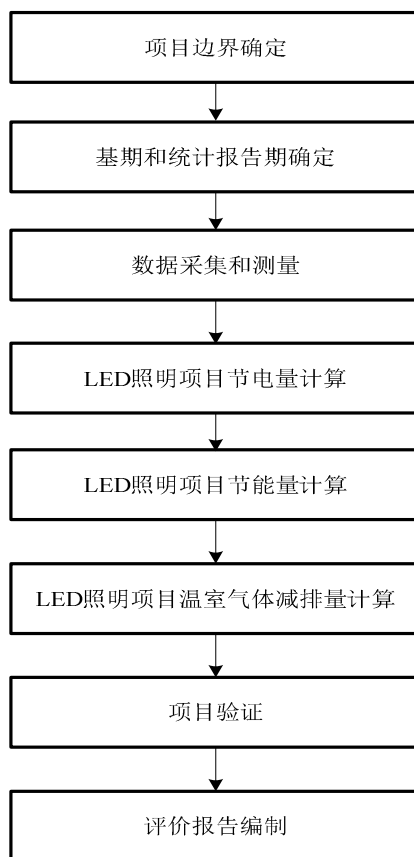 项目边界确定
基期和统计报告期确定
数据采集和测量
LED照明项目节电量计算
LED照明项目节能量计算
LED照明项目温室气体减排量计算
项目验证
评价报告编制